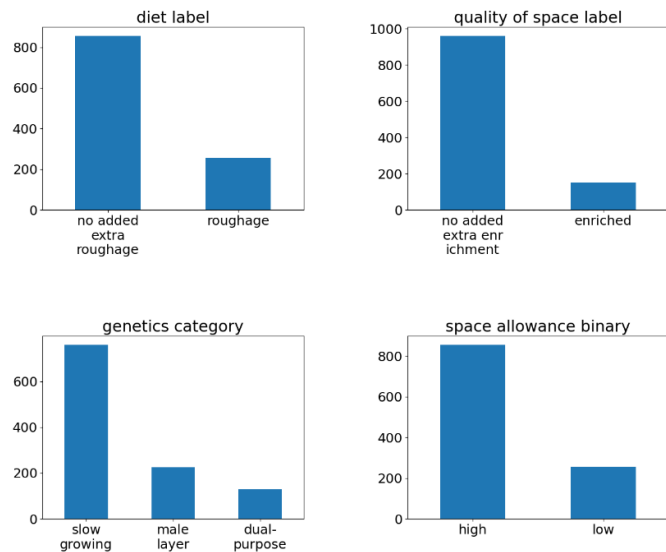 diet label
800
600
400
200
0
no added
extra
roughage
roughage
quality of space label
1000
800
600
400
200
0
no added
extra enr
ichment
enriched
genetics category
600
400
200
0
slow
growing
male
layer
dual-
purpose
space allowance binary
800
600
400
200
0
high
low